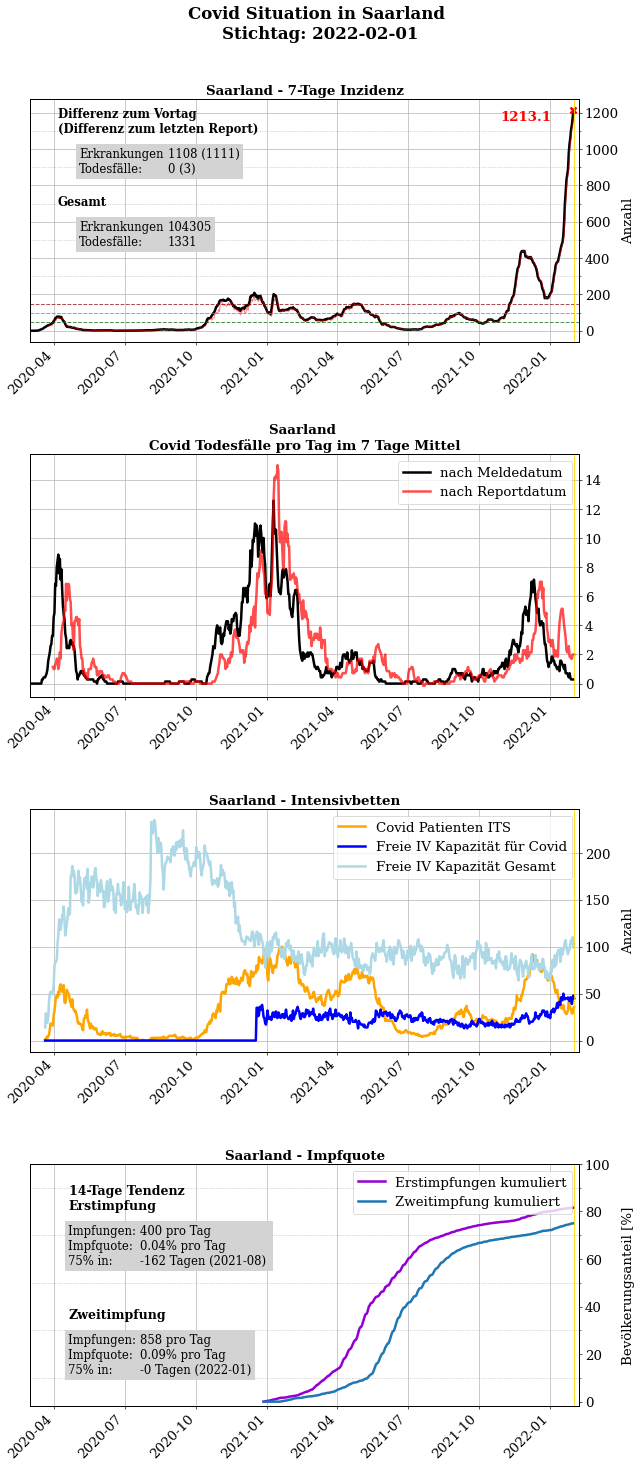 Covid Situation in Saarland
Stichtag: 2022-02-01
Saarland - 7-Tage Inzidenz
Differenz zum Vortag
(Differenz zum letzten Report)
Erkrankungen 1108 (1111)
Todesfälle: 0 (3)
Gesamt
Erkrankungen 104305
Todesfälle: 1331
1213.1
1200
1000
800
600
400
200
0
Anzahl
2020-04
2020-07
2020-10
2021-01
2021-04
2021-07
2021-10
2022-01
Saarland
Covid Todesfälle pro Tag im 7 Tage Mittel
nach Meldedatum
nach Reportdatum
14
12
10
8
6
4
2
0
2020-04
2020-07
2020-10
2021-01
2021-04
2021-07
2021-10
2022-01
Saarland - Intensivbetten
Covid Patienten ITS
Freie IV Kapazität für Covid
Freie IV Kapazität Gesamt
200
150
100
50
0
Anzahl
2020-04
2020-07
2020-10
2021-01
2021-04
2021-07
2021-10
2022-01
Saarland - Impfquote
14-Tage Tendenz
Erstimpfung
Impfungen: 400 pro Tag
Impfquote: 0.04% pro Tag
75% in: -162 Tagen (2021-08)
Zweitimpfung
Impfungen: 858 pro Tag
Impfquote: 0.09% pro Tag
75% in: -0 Tagen (2022-01)
Erstimpfungen kumuliert
Zweitimpfung kumuliert
100
80
60
40
20
0
Bevölkerungsanteil [%]
2020-04
2020-07
2020-10
2021-01
2021-04
2021-07
2021-10
2022-01